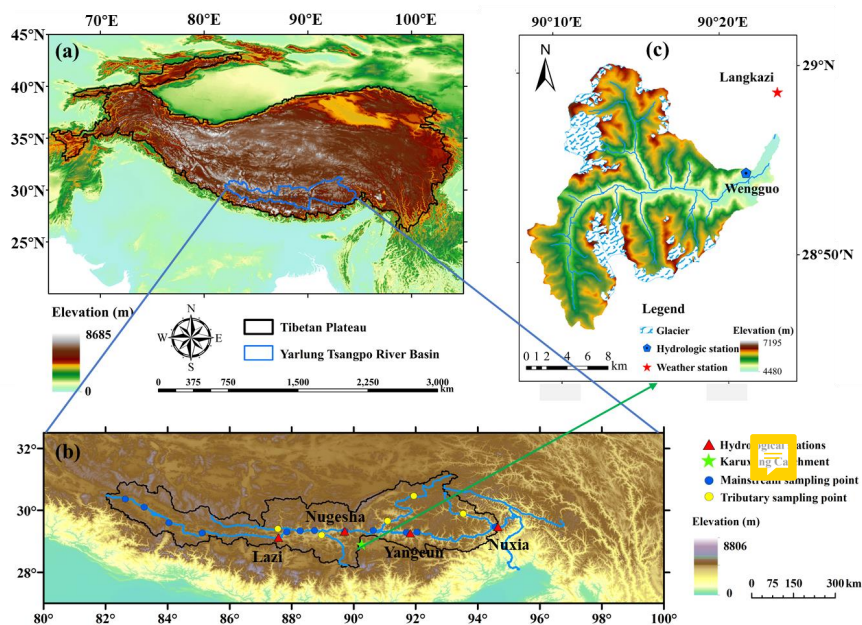 65°E 70°E 80°E 90°E 100°E
45°N
40°N
35°N
30°N
25°N
(a)
Elevation (m)
8685
0
N
W E
S
Tibetan Plateau
Yarlung Tsangpo River Basin
0 375 750 1,500 2,250 3,000
km
90°10′E 90°20′E
(c)
N
Langkazi
29°N
Wengguo
28°50′N
Legend
Glacier
Hydrologic station
Weather station
Elevation (m)
7195
4480
0 1 2 4 6 8
km
(b)
32°
30°
28°
Nugesha
Lazi
Yangcun
Nuxia
80° 82° 84° 86° 88° 90° 92° 94° 96° 98° 100°
Stations
Catchment
Mainstream sampling point
Tributary sampling point
Elevation (m)
8806
0
0 75 150 300
km